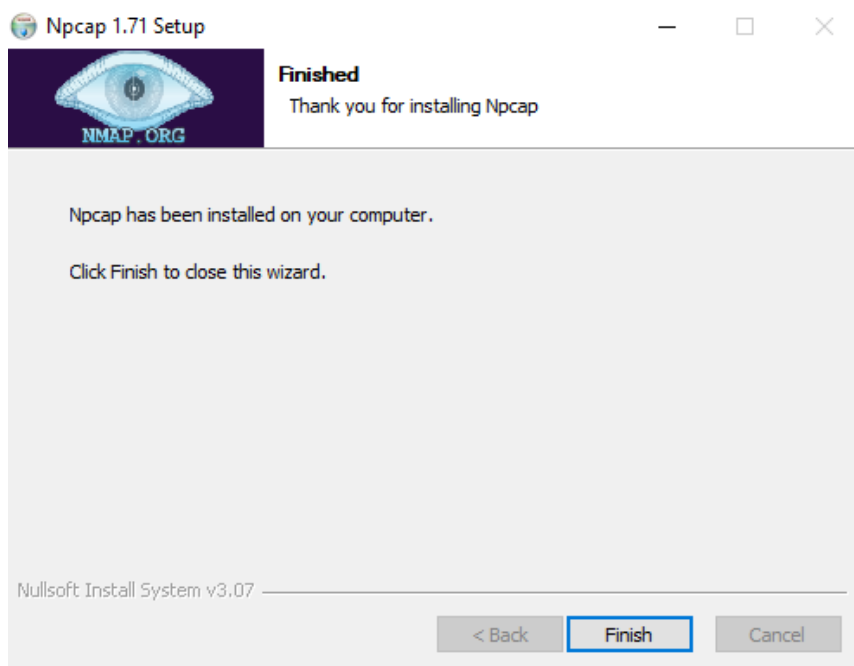 Npcap 1.71 Setup
Finished
Thank you for installing Npcap
NMAP.ORG
Npcap has been installed on your computer.
Click Finish to close this wizard.
Nullsoft Install System v3.07
< Back
Finish
Cancel